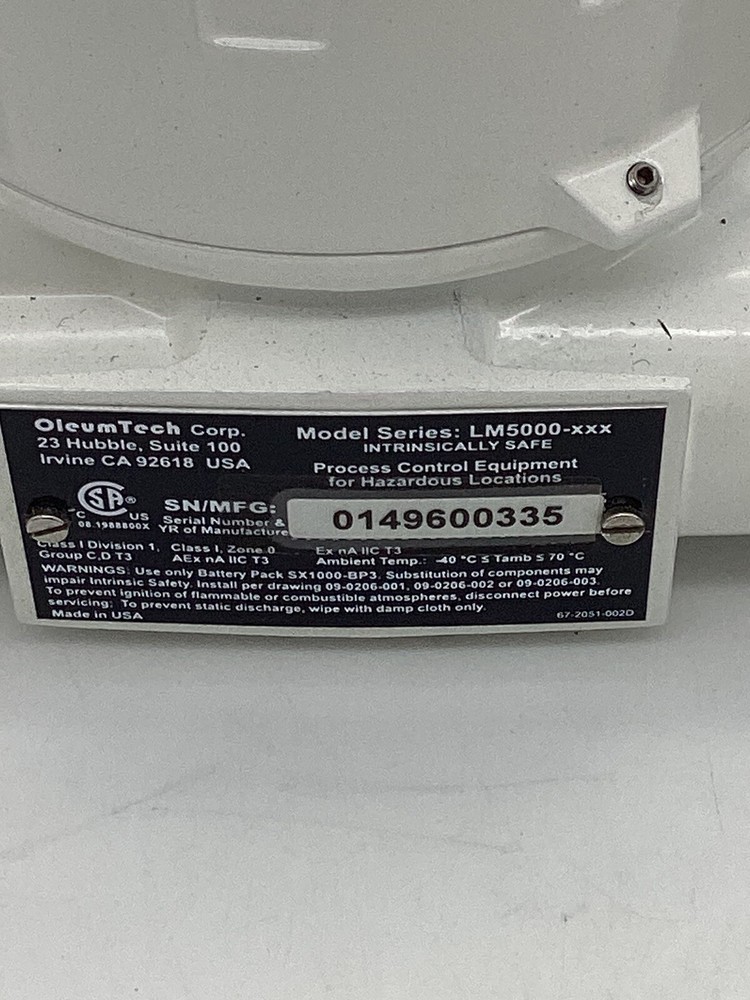 OleumTech Corp.
23 Hubble, Suite 100
Irvine CA 92618 USA
Model Series: LM5000-xxx
INTRINSICALLY SAFE
Process Control Equipment
for Hazardous Locations
SA®
C US
08.1988800X
SN/MFG:
Serial Number &
YR of Manufacture
0149600335
Class I Division 1, Class I, Zone 0
Group C,D T3 AEx nA IIC T3
Ex nA IIC T3
Ambient Temp.: -40 °C ≤ Tamb ≤ 70 °C
WARNINGS: Use only Battery Pack SX1000-BP3. Substitution of components may
impair Intrinsic Safety. Install per drawing 09-0206-001, 09-0206-002 or 09-0206-003.
To prevent ignition of flammable or combustible atmospheres, disconnect power before
servicing: To prevent static discharge, wipe with damp cloth only.
Made in USA
67-2051-002D